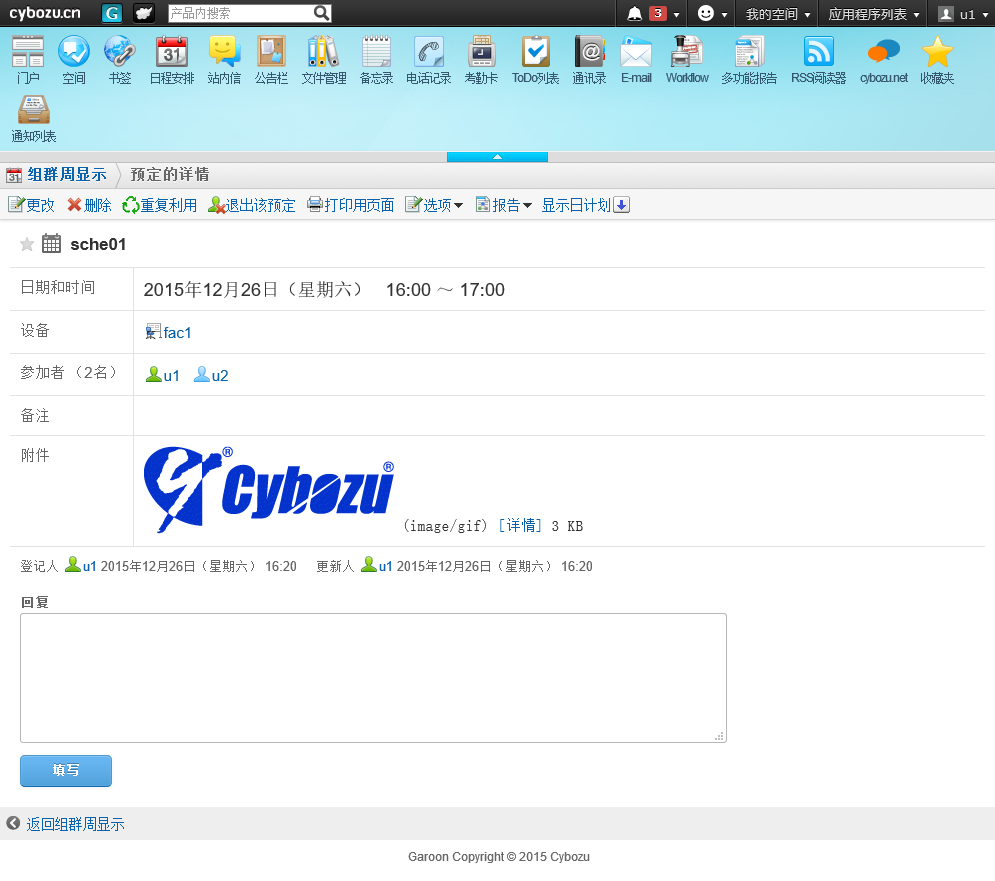 cybozu.cn G 产品内搜索 3 我的空间 应用程序列表 u1
门户 空间 书签 日程安排 站内信 公告栏 文件管理 备忘录 电话记录 考勤卡 ToDo列表 通讯录 E-mail Workflow 多功能报告 RSS阅读器 cybozu.net 收藏夹
通知列表
组群周显示 预定的详情
更改 删除 重复利用 退出该预定 打印用页面 选项 报告 显示日计划
sche01
日期和时间 2015年12月26日（星期六） 16:00 ～ 17:00
设备 fac1
参加者 （2名） u1 u2
备注
附件 Cybozu® (image/gif) [详情] 3 KB
登记人 u1 2015年12月26日（星期六） 16:20 更新人 u1 2015年12月26日（星期六） 16:20
回复
填写
返回组群周显示
Garoon Copyright © 2015 Cybozu